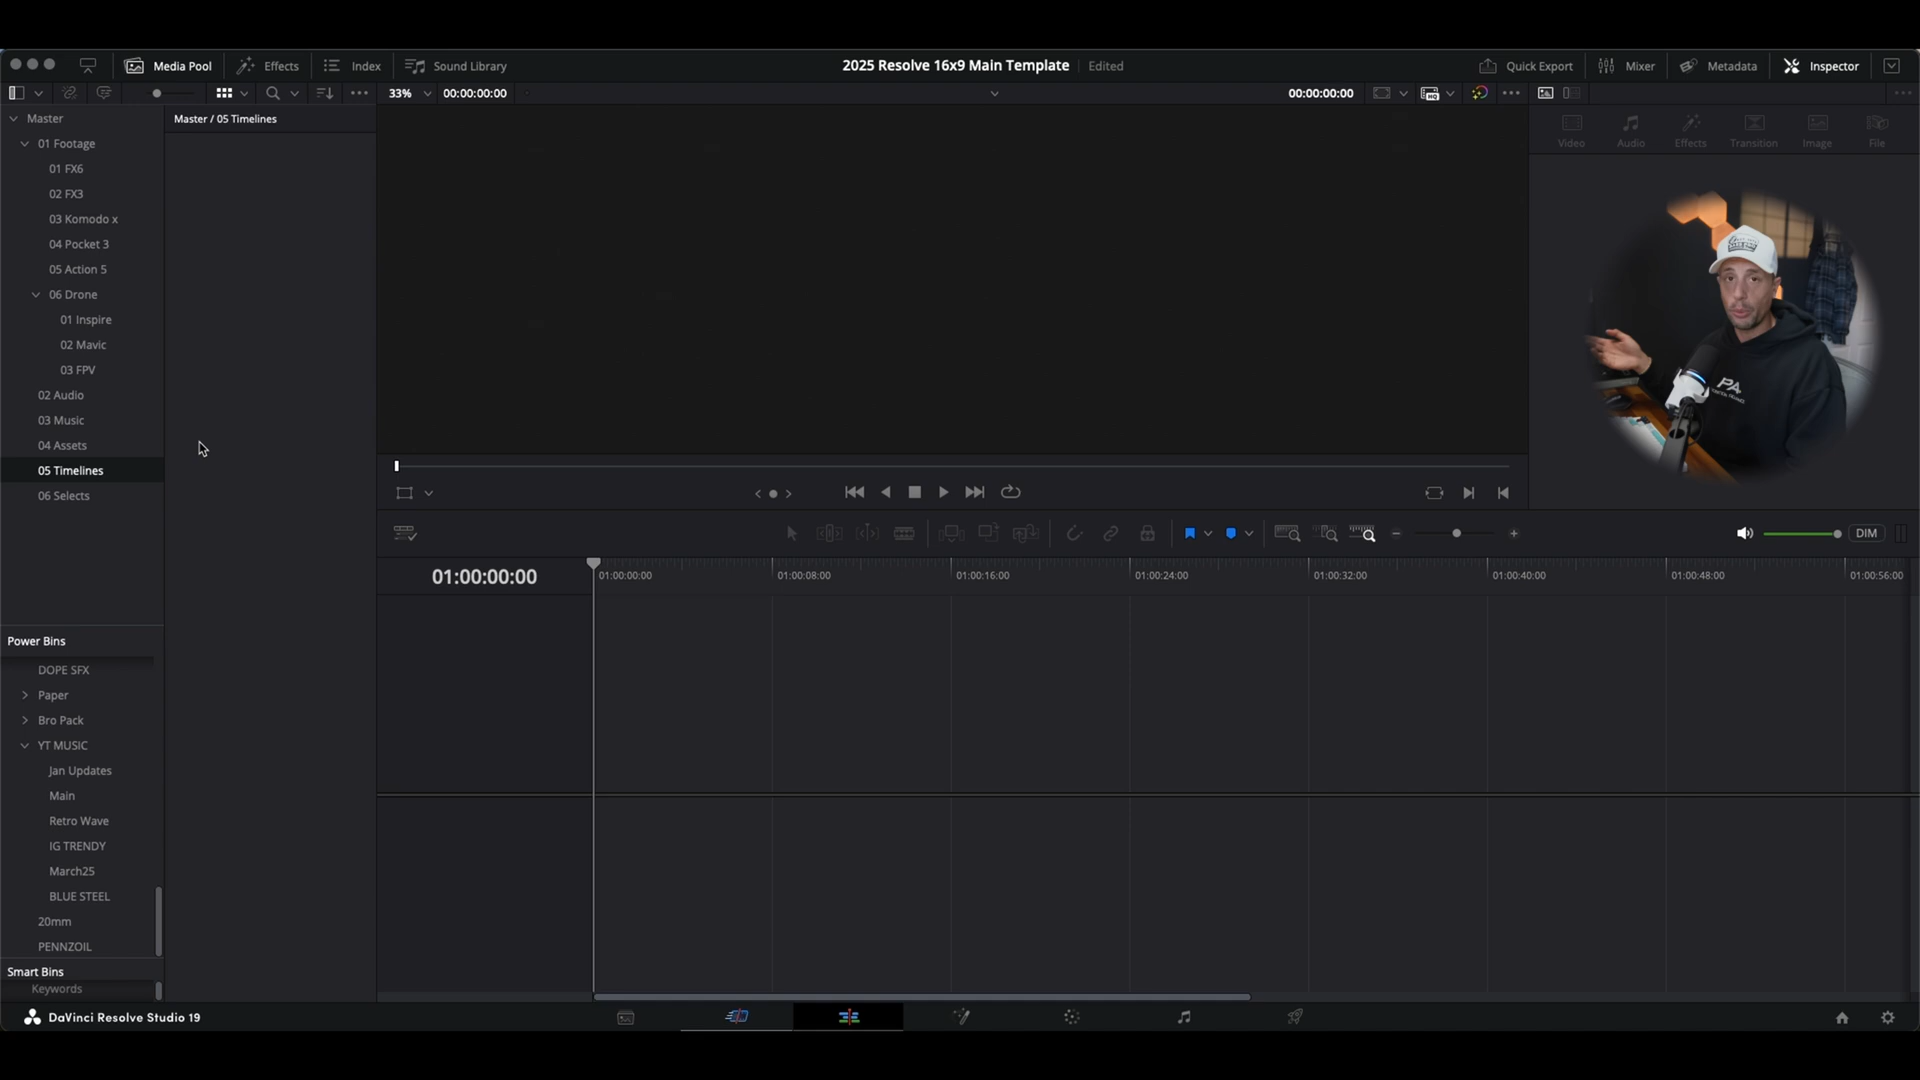 Media Pool
Effects
Index
Sound Library
2025 Resolve 16x9 Main Template
Edited
Quick Export
Mixer
Metadata
Inspector
33%
00:00:00:00
00:00:00:00
Master
Master / 05 Timelines
Video
Audio
Effects
Transition
Image
File
01 Footage
01 FX6
02 FX3
03 Komodo x
04 Pocket 3
05 Action 5
06 Drone
01 Inspire
02 Mavic
03 FPV
02 Audio
03 Music
04 Assets
05 Timelines
06 Selects
PA
DIM
01:00:00:00
01:00:00:00
01:00:08:00
01:00:16:00
01:00:24:00
01:00:32:00
01:00:40:00
01:00:48:00
01:00:56:00
Power Bins
DOPE SFX
Paper
Bro Pack
YT MUSIC
Jan Updates
Main
Retro Wave
IG TRENDY
March25
BLUE STEEL
20mm
PENNZOIL
Smart Bins
Keywords
DaVinci Resolve Studio 19